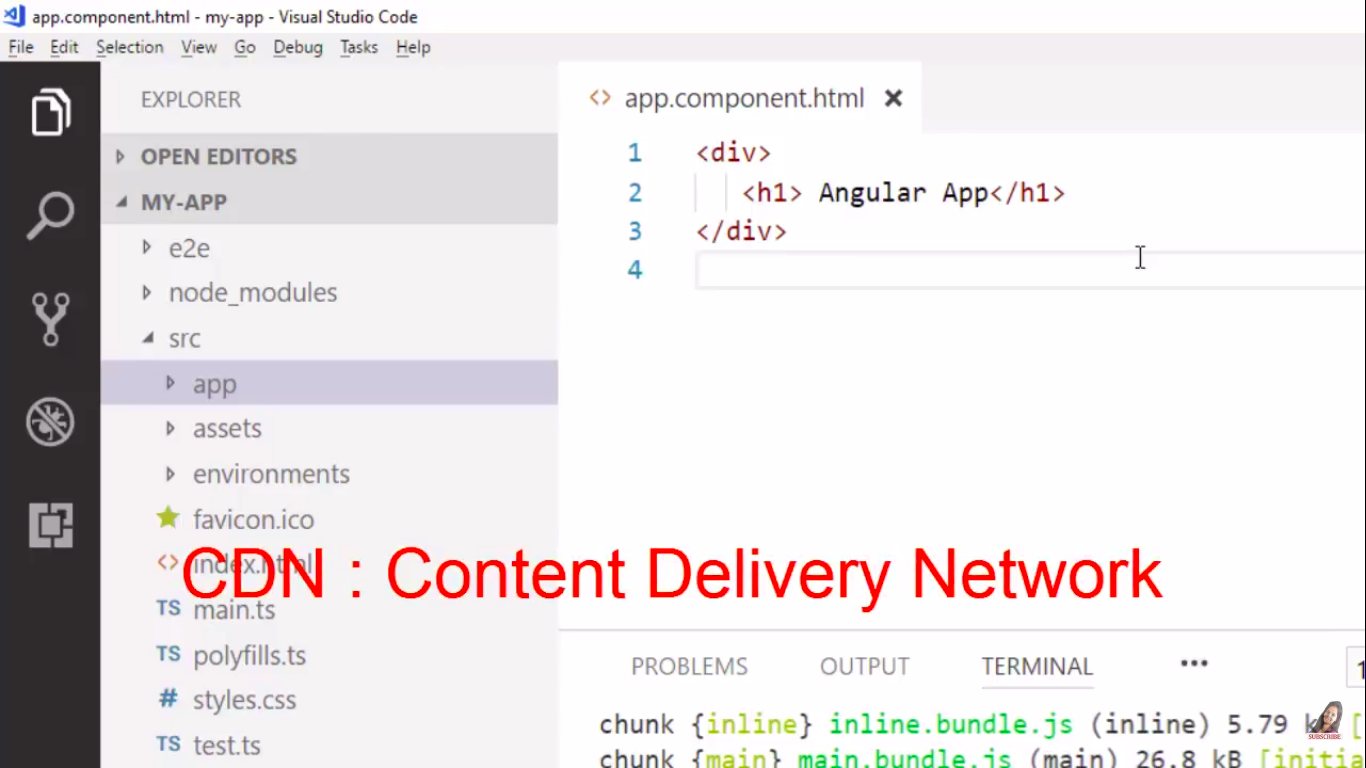 app.component.html - my-app - Visual Studio Code
File Edit Selection View Go Debug Tasks Help
EXPLORER
OPEN EDITORS
MY-APP
e2e
node_modules
src
app
assets
environments
favicon.ico
index.html
main.ts
polyfills.ts
styles.css
test.ts
TS
TS
#
TS
<> app.component.html ×
1 <div>
2 <h1> Angular App</h1>
3 </div>
4
CDN : Content Delivery Network
PROBLEMS OUTPUT TERMINAL ••• 1
chunk {inline} inline.bundle.js (inline) 5.79 [
chunk {main} main.bundle.js (main) 26.8 kB [initia
SUBSCRIBE